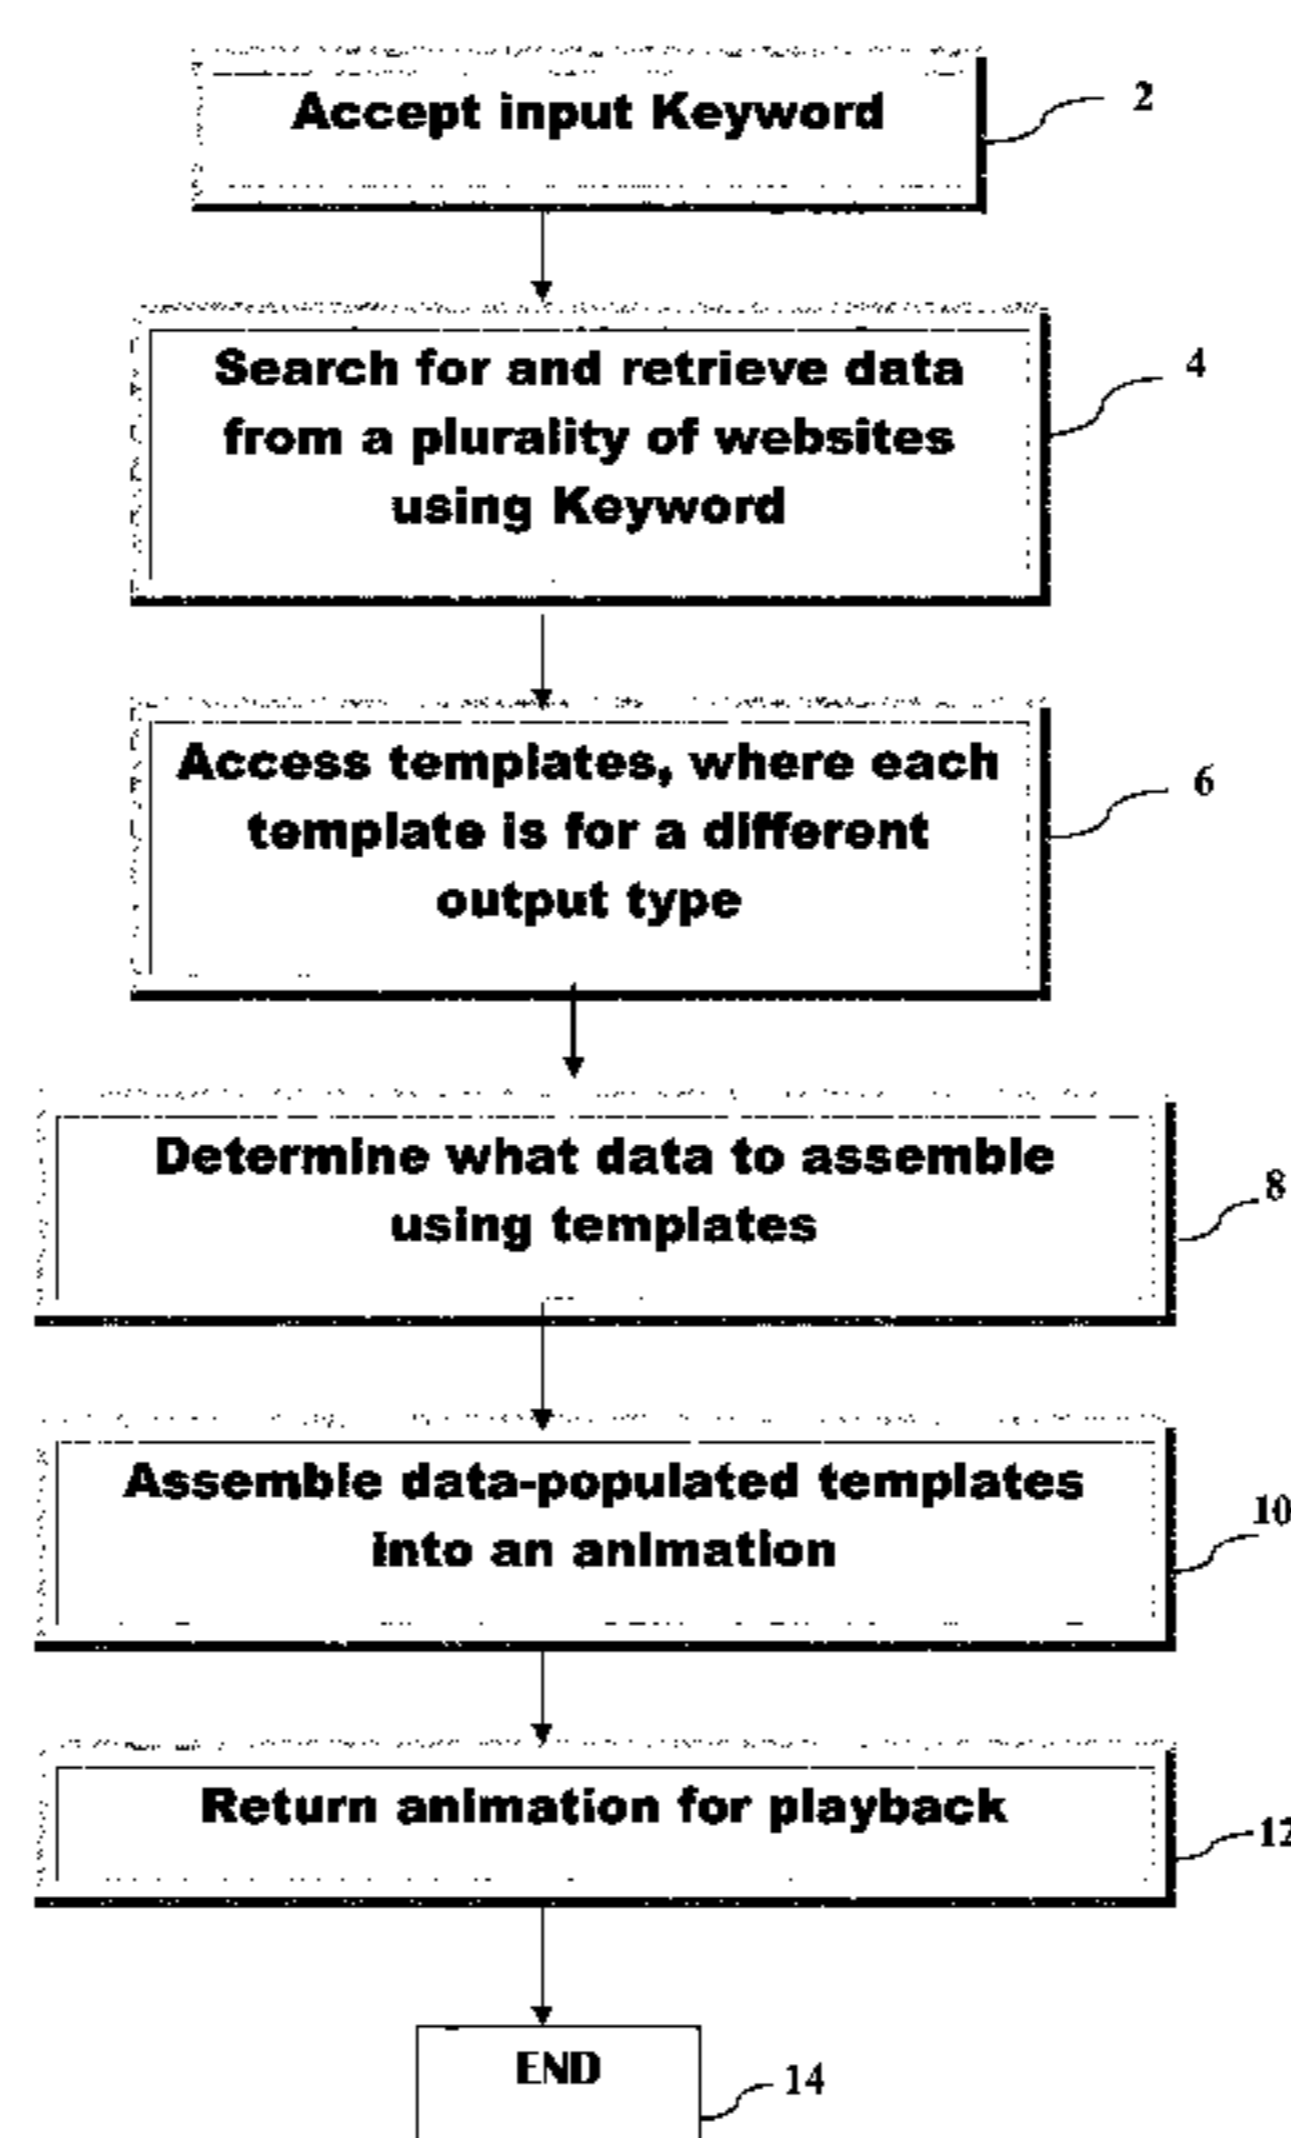 Accept input Keyword
2
Search for and retrieve data
from a plurality of websites
using Keyword
4
Access templates, where each
template is for a different
output type
6
Determine what data to assemble
using templates
8
Assemble data-populated templates
into an animation
10
Return animation for playback
12
END
14